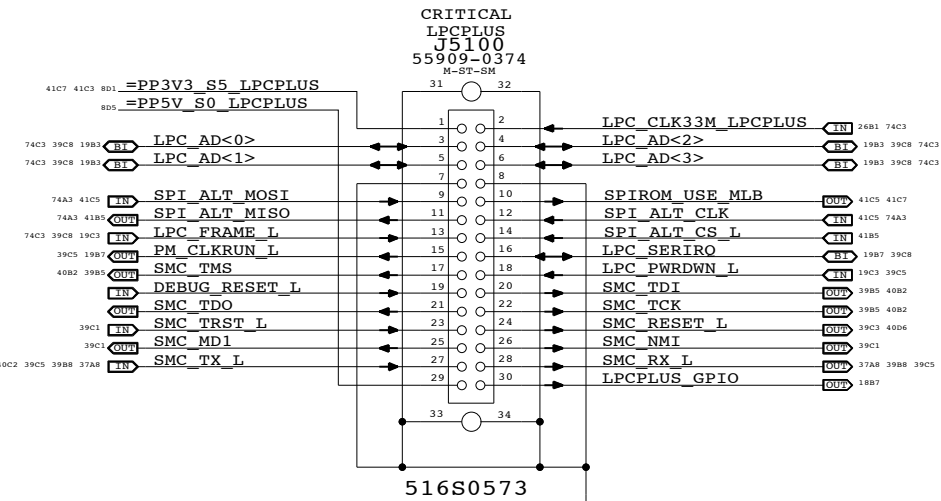 CRITICAL
LPCPLUS
J5100
55909-0374
M-ST-SM
31 32
41C7 41C3 8D1 =PP3V3_S5_LPCPLUS
8D5 =PP5V_S0_LPCPLUS
1 2 LPC_CLK33M_LPCPLUS IN 26B1 74C3
74C3 39C8 19B3 BI LPC_AD<0> 3 4 LPC_AD<2> BI 19B3 39C8 74C3
74C3 39C8 19B3 BI LPC_AD<1> 5 6 LPC_AD<3> BI 19B3 39C8 74C3
7 8
74A3 41C5 IN SPI_ALT_MOSI 9 10 SPIROM_USE_MLB OUT 41C5 41C7
74A3 41B5 OUT SPI_ALT_MISO 11 12 SPI_ALT_CLK IN 41C5 74A3
74C3 39C8 19C3 IN LPC_FRAME_L 13 14 SPI_ALT_CS_L IN 41B5
39C5 19B7 OUT PM_CLKRUN_L 15 16 LPC_SERIRQ BI 19B7 39C8
40B2 39B5 OUT SMC_TMS 17 18 LPC_PWRDWN_L IN 19C3 39C5
IN DEBUG_RESET_L 19 20 SMC_TDI OUT 39B5 40B2
OUT SMC_TDO 21 22 SMC_TCK OUT 39B5 40B2
39C1 IN SMC_TRST_L 23 24 SMC_RESET_L OUT 39C3 40D6
39C1 OUT SMC_MD1 25 26 SMC_NMI OUT 39C1
40C2 39C5 39B8 37A8 IN SMC_TX_L 27 28 SMC_RX_L OUT 37A8 39B8 39C5
29 30 LPCPLUS_GPIO OUT 18B7
33 34
516S0573